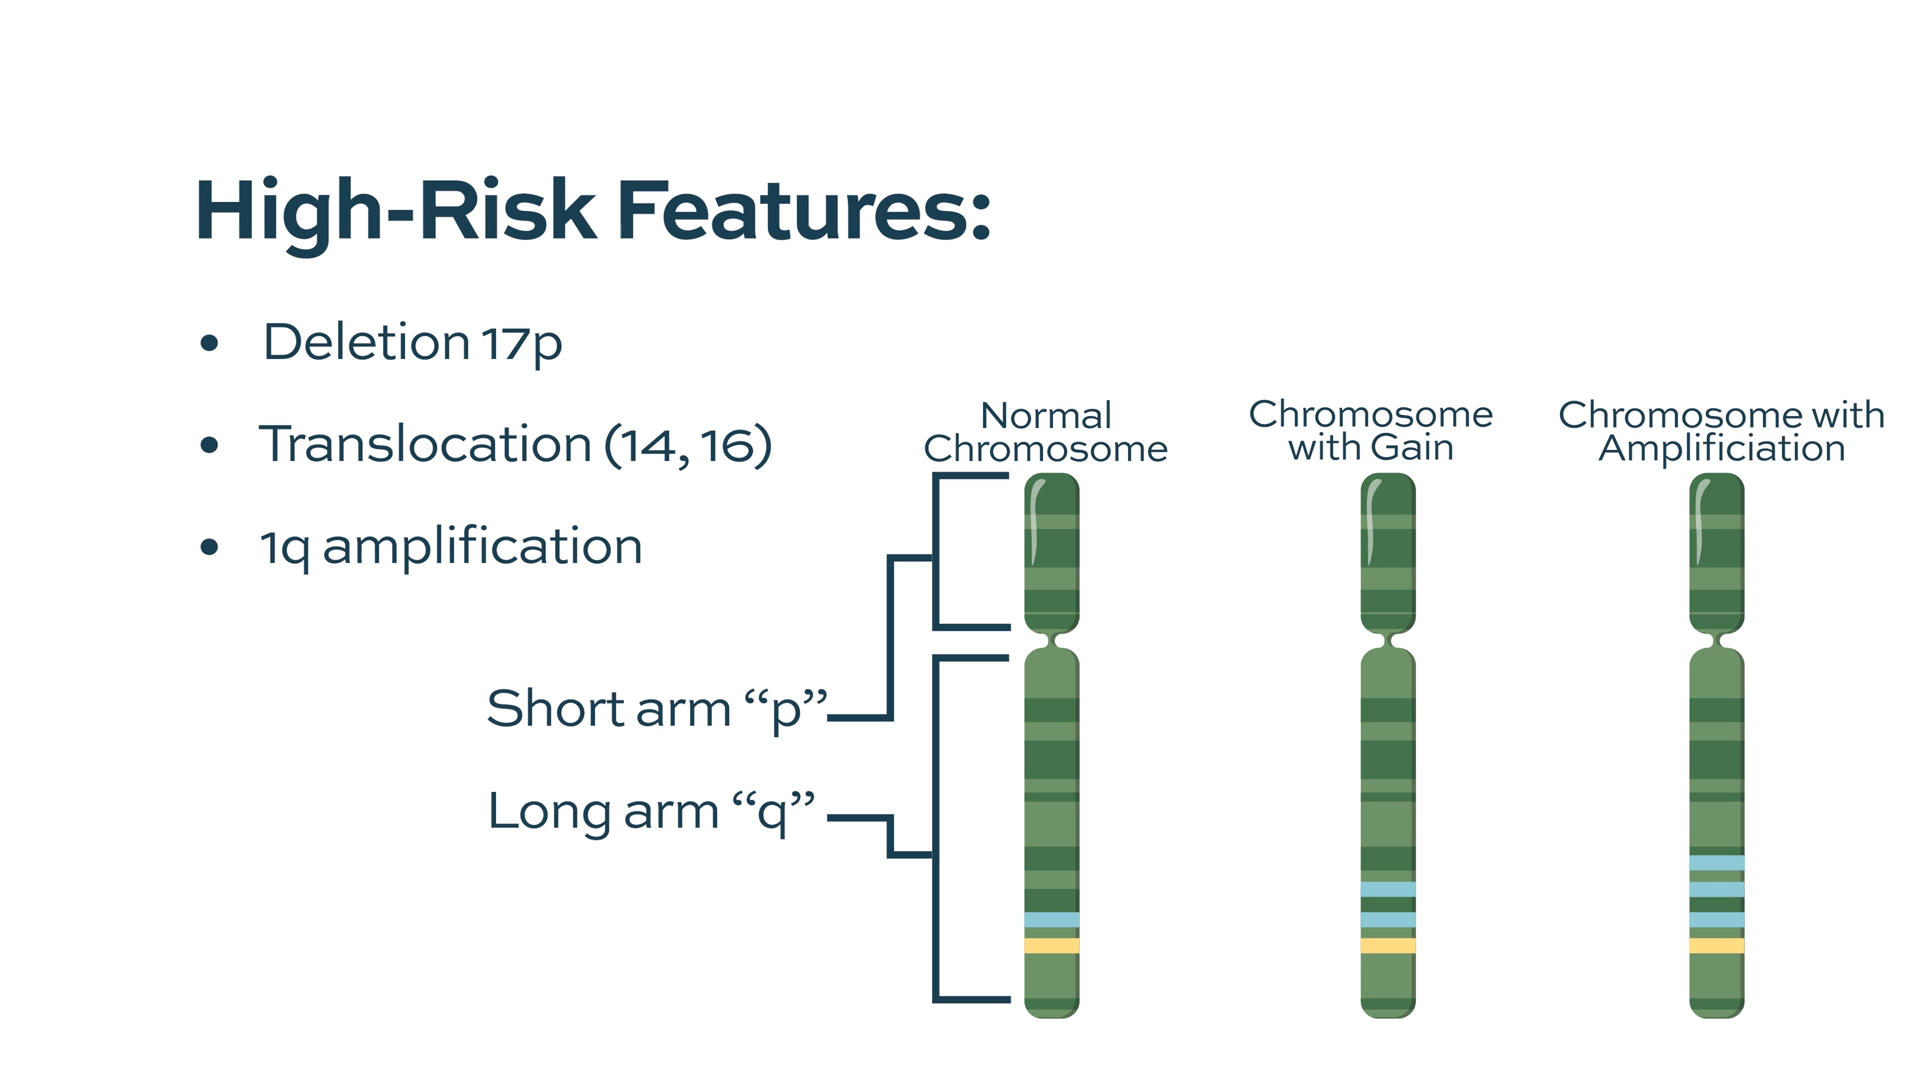 High-Risk Features:
• Deletion 17p
• Translocation (14, 16)
• 1q amplification
Normal
Chromosome
Chromosome
with Gain
Chromosome with
Amplificiation
Short arm “p”
Long arm “q”